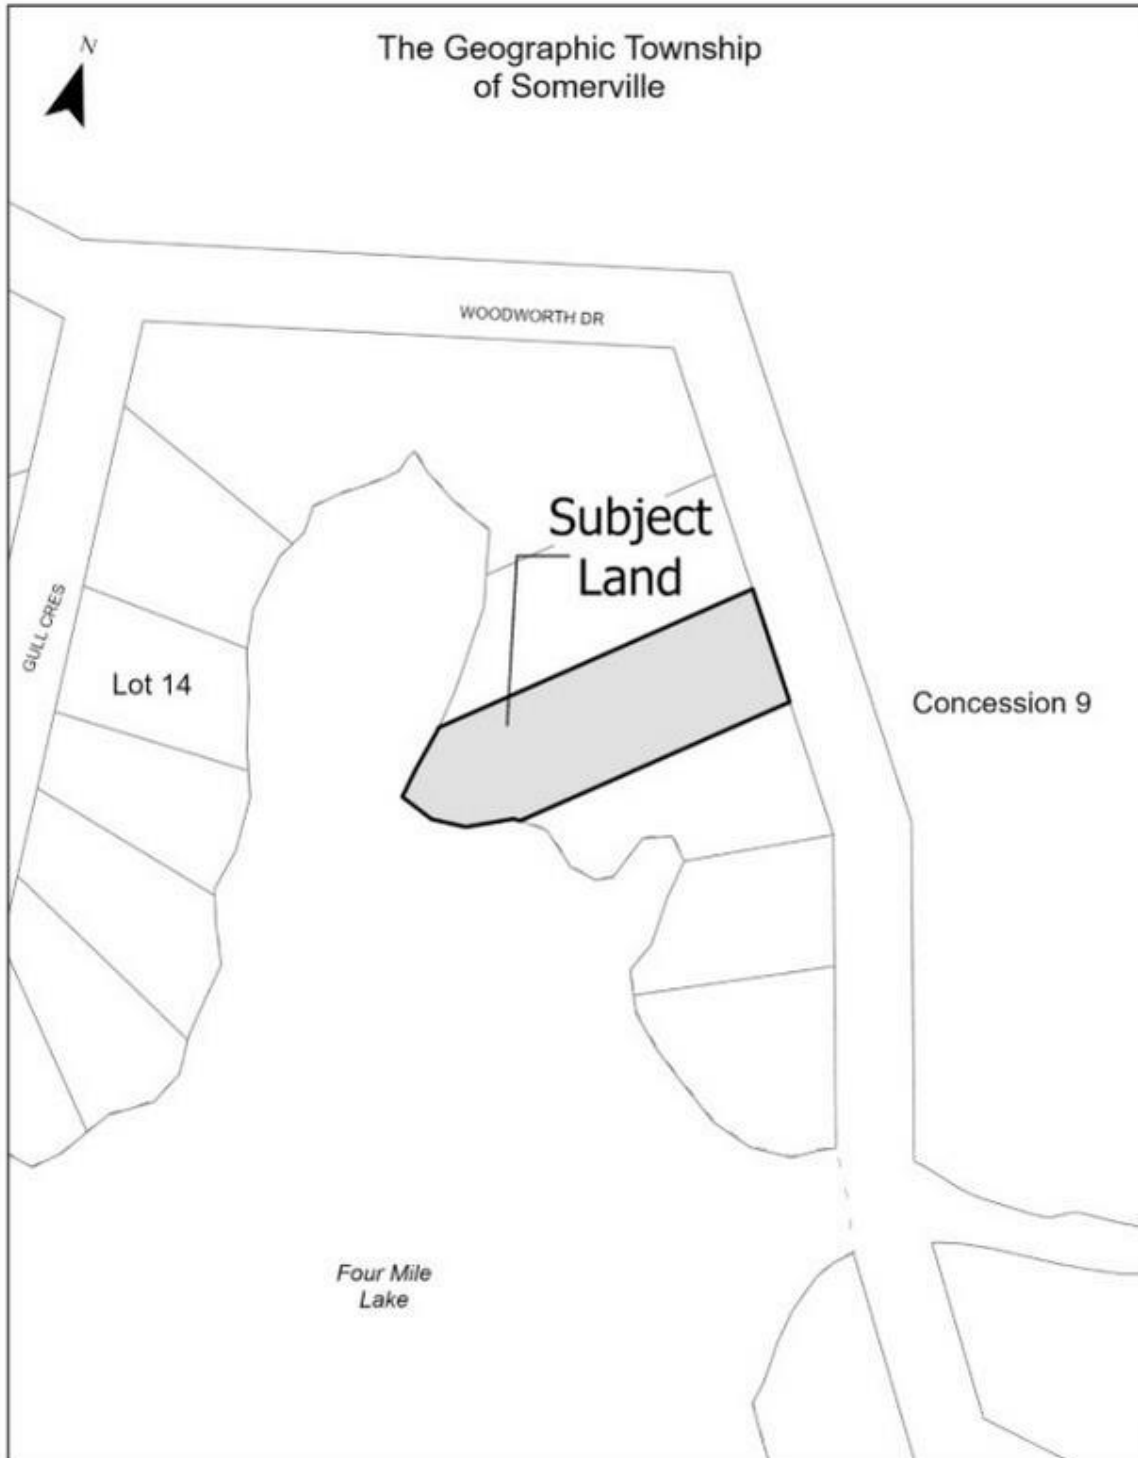 N
The Geographic Township
of Somerville
WOODWORTH DR
Subject
Land
GULL CRES
Lot 14
Concession 9
Four Mile
Lake